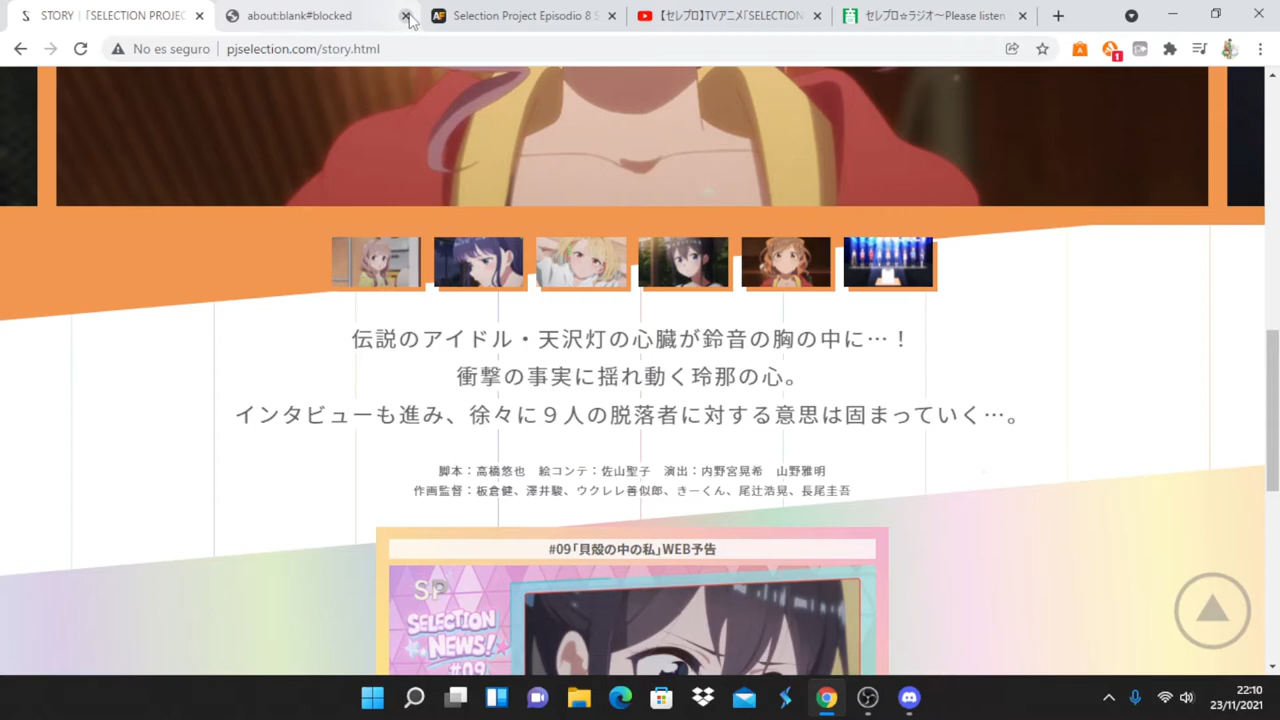 STORY | 「SELECTION PROJEC
about:blank#blocked
AF
Selection Project Episodio 8 S
【セレプロ】TVアニメ「SELECTION
音
セレプロ☆ラジオ～Please listen
No es seguro
pjselection.com/story.html
1
伝説のアイドル・天沢灯の心臓が鈴音の胸の中に…！
衝撃の事実に揺れ動く玲那の心。
インタビューも進み、徐々に９人の脱落者に対する意思は固まっていく…。
脚本：高橋悠也　絵コンテ：佐山聖子　演出：内野宮晃希　山野雅明
作画監督：板倉健、澤井駿、ウクレレ善似郎、きーくん、尾辻浩晃、長尾圭吾
#09「貝殻の中の私」WEB予告
SP
SELECTION
NEWS!
#09
22:10
23/11/2021